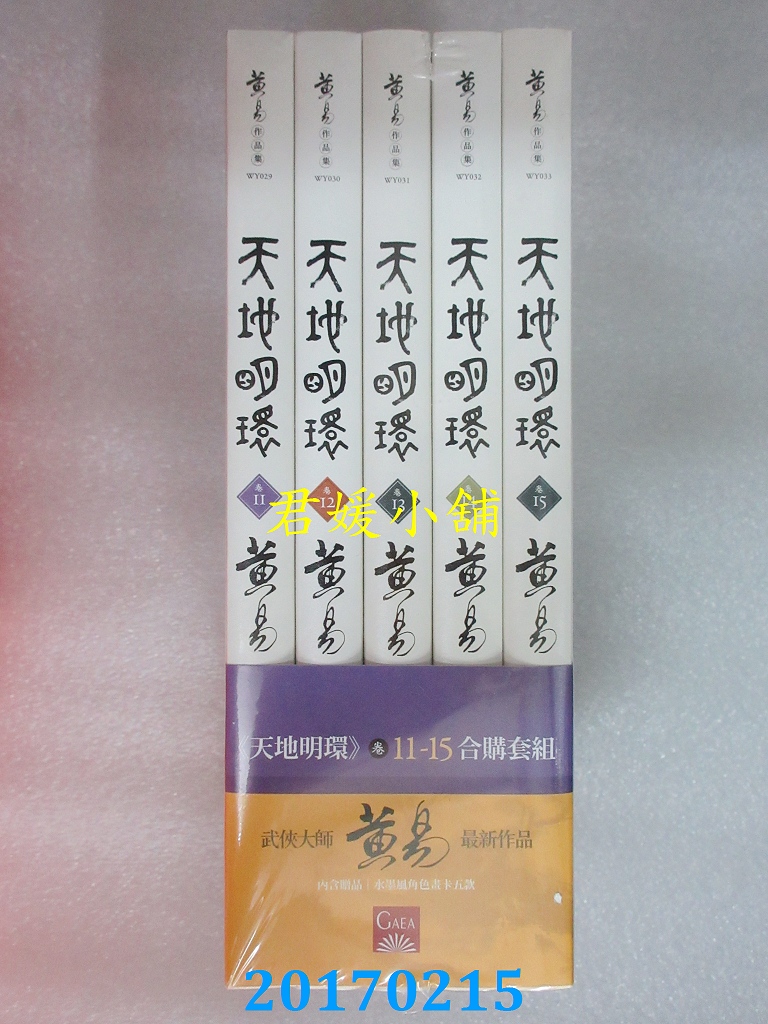 黃易
作品集
WY029
天地明環
卷
11
黃易
黃易
作品集
WY030
天地明環
卷
12
黃易
黃易
作品集
WY031
天地明環
卷
13
黃易
黃易
作品集
WY032
天地明環
黃易
黃易
作品集
WY033
天地明環
卷
15
黃易
君媛小舖
《天地明環》卷 11-15 合購套組
武俠大師 黃易 最新作品
內含贈品|水墨風角色畫卡五款
GAEA
20170215